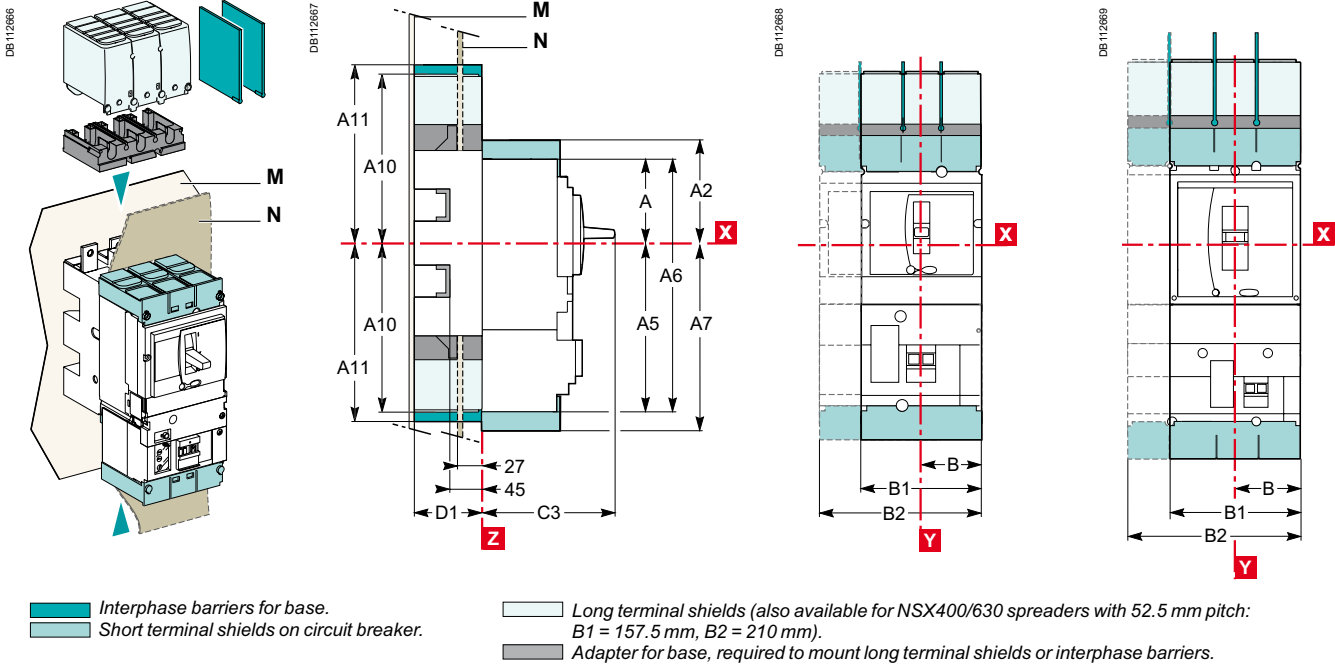 DB112666
M
N
DB112667
M
N
A11
A10
A
A2
X
A6
A10
A5
A7
A11
27
45
D1
C3
Z
DB112668
X
B
B1
B2
Y
DB112669
X
B
B1
B2
Y
Interphase barriers for base.
Short terminal shields on circuit breaker.
Long terminal shields (also available for NSX400/630 spreaders with 52.5 mm pitch:
B1 = 157.5 mm, B2 = 210 mm).
Adapter for base, required to mount long terminal shields or interphase barriers.